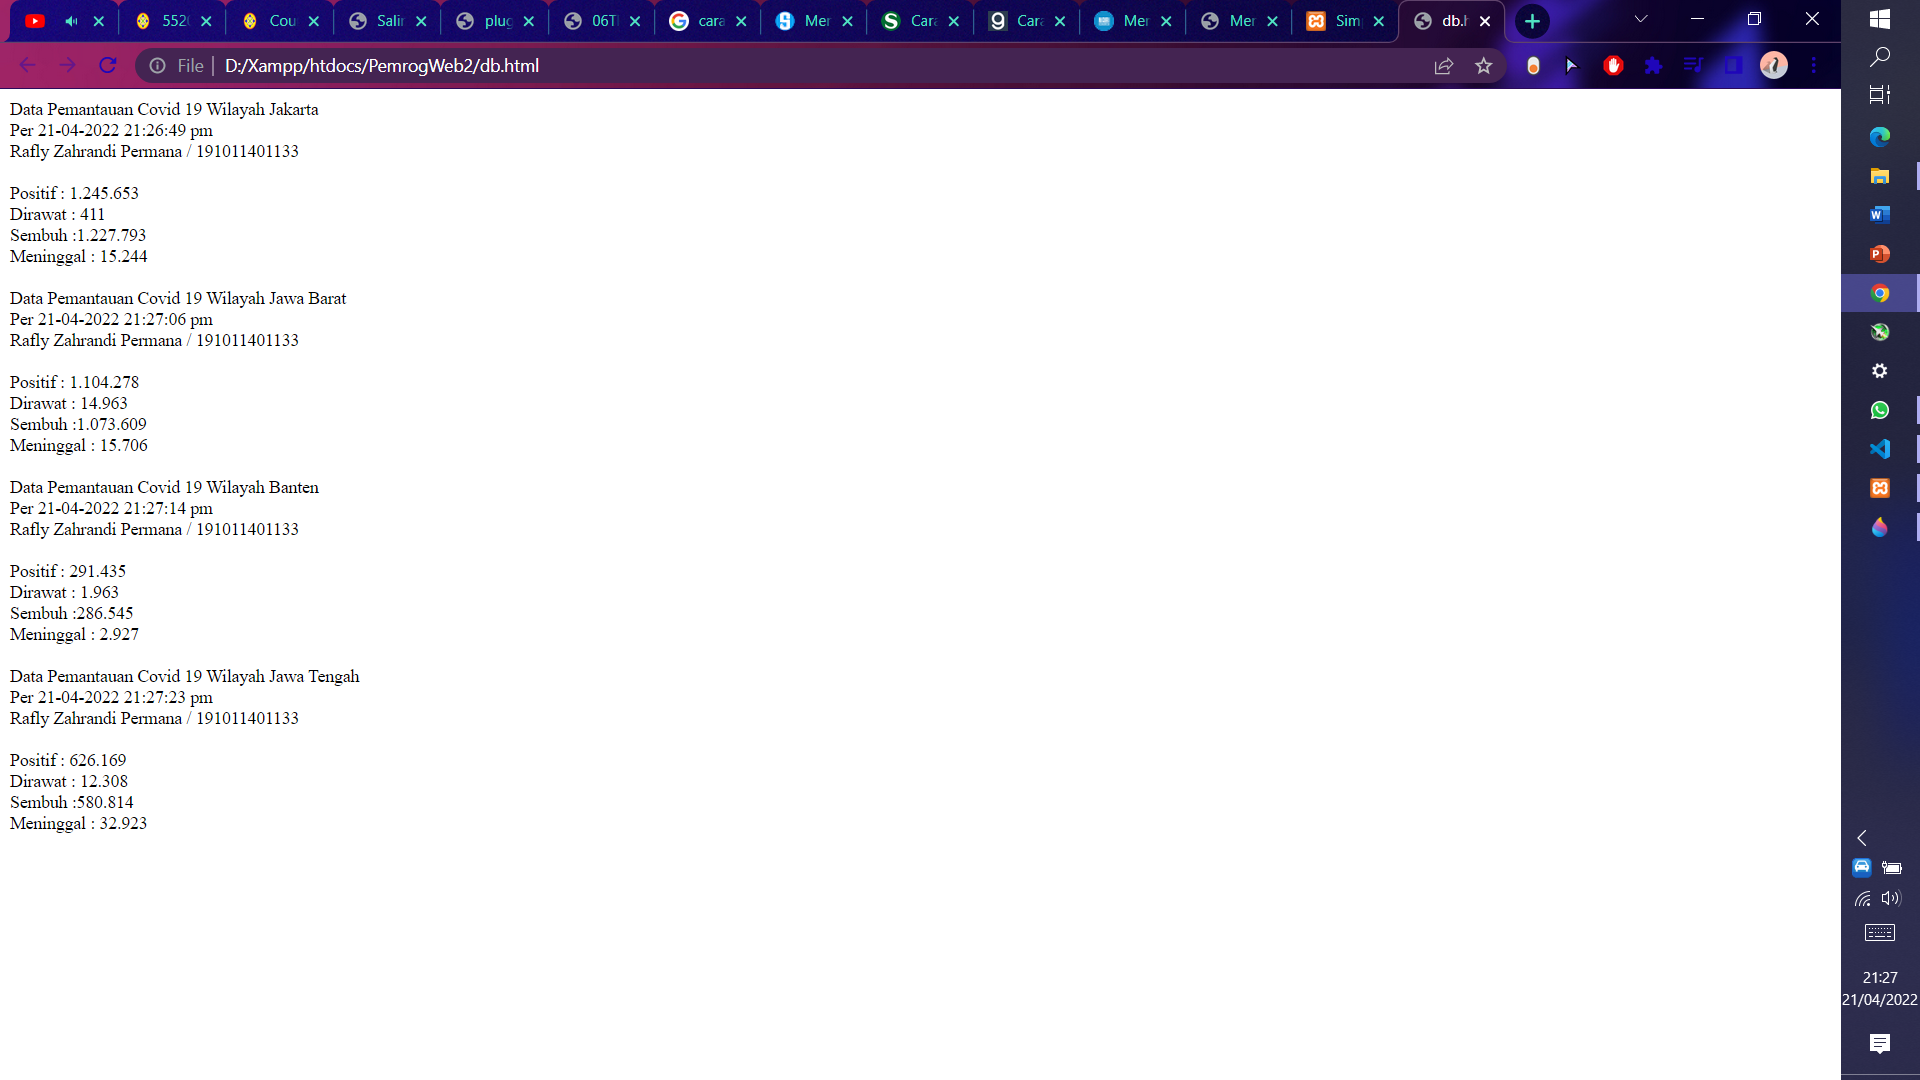 552
Cou
Salin
plug
06T
cara
Mer
Cara
Cara
Mer
Mer
Sim
db.h
File
D:/Xampp/htdocs/PemrogWeb2/db.html
Data Pemantauan Covid 19 Wilayah Jakarta
Per 21-04-2022 21:26:49 pm
Rafly Zahrandi Permana / 191011401133
Positif : 1.245.653
Dirawat : 411
Sembuh :1.227.793
Meninggal : 15.244
Data Pemantauan Covid 19 Wilayah Jawa Barat
Per 21-04-2022 21:27:06 pm
Rafly Zahrandi Permana / 191011401133
Positif : 1.104.278
Dirawat : 14.963
Sembuh :1.073.609
Meninggal : 15.706
Data Pemantauan Covid 19 Wilayah Banten
Per 21-04-2022 21:27:14 pm
Rafly Zahrandi Permana / 191011401133
Positif : 291.435
Dirawat : 1.963
Sembuh :286.545
Meninggal : 2.927
Data Pemantauan Covid 19 Wilayah Jawa Tengah
Per 21-04-2022 21:27:23 pm
Rafly Zahrandi Permana / 191011401133
Positif : 626.169
Dirawat : 12.308
Sembuh :580.814
Meninggal : 32.923
21:27
21/04/2022